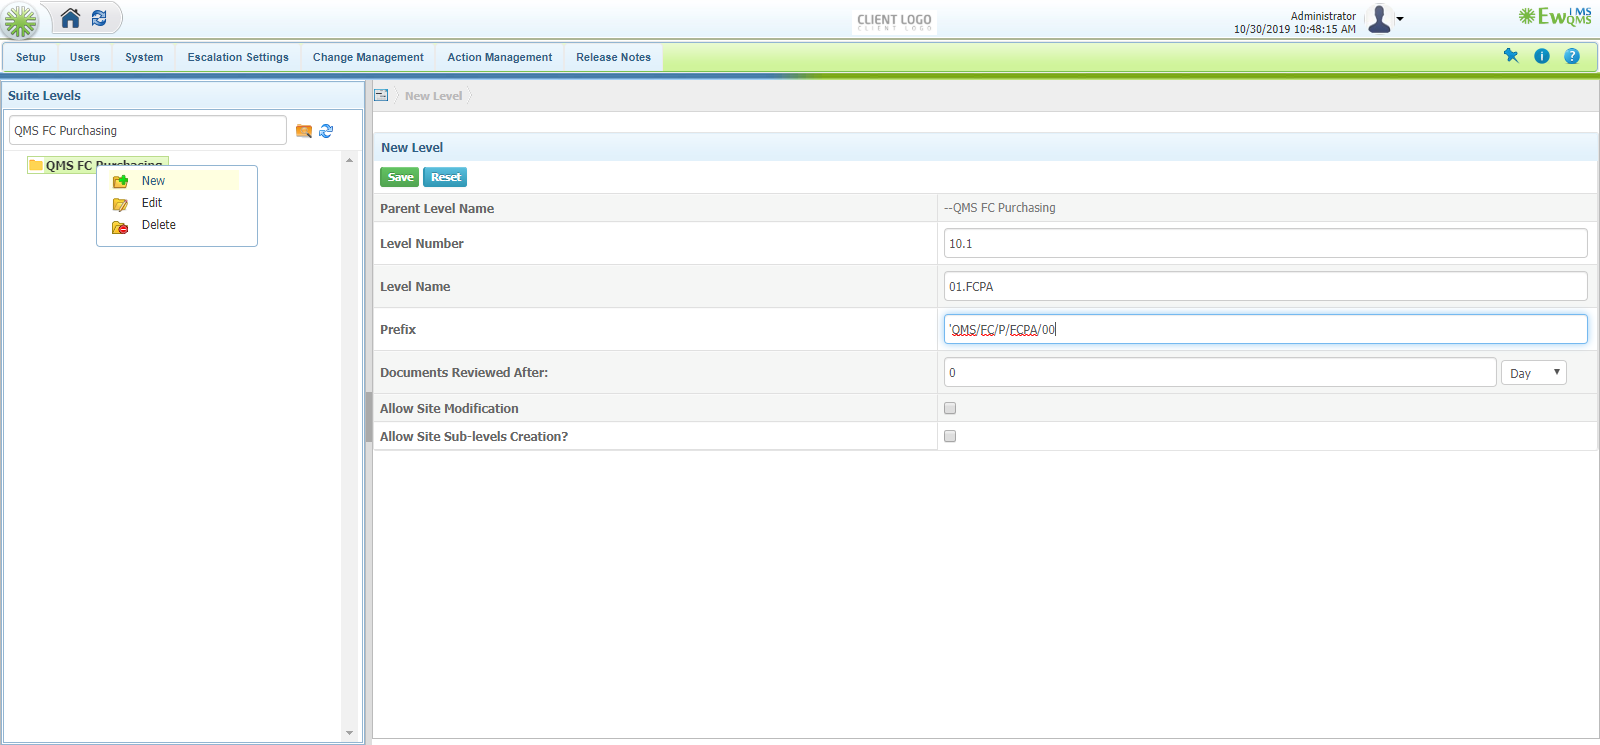 CLIENT LOGO
CLIENT LOGO
Administrator
10/30/2019 10:48:15 AM
EwQMS LMS
Setup Users System Escalation Settings Change Management Action Management Release Notes
Suite Levels
New Level
QMS FC Purchasing
QMS FC Purchasing
New
Edit
Delete
New Level
Save Reset
Parent Level Name --QMS FC Purchasing
Level Number 10.1
Level Name 01.FCPA
Prefix 'QMS/FC/P/FCPA/00
Documents Reviewed After: 0 Day
Allow Site Modification
Allow Site Sub-levels Creation?